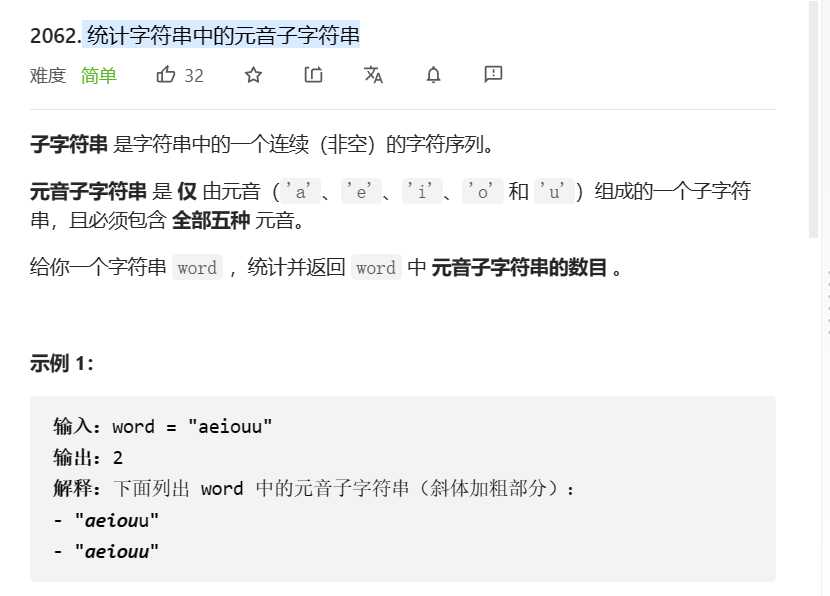 2062. 统计字符串中的元音子字符串
难度 简单 32
子字符串 是字符串中的一个连续（非空）的字符序列。
元音子字符串 是 仅 由元音（'a'、'e'、'i'、'o' 和 'u'）组成的一个子字符
串，且必须包含 全部五种 元音。
给你一个字符串 word ，统计并返回 word 中 元音子字符串的数目 。
示例 1：
输入：word = "aeiouu"
输出：2
解释：下面列出 word 中的元音子字符串（斜体加粗部分）：
- "aeiouu"
- "aeiouu"